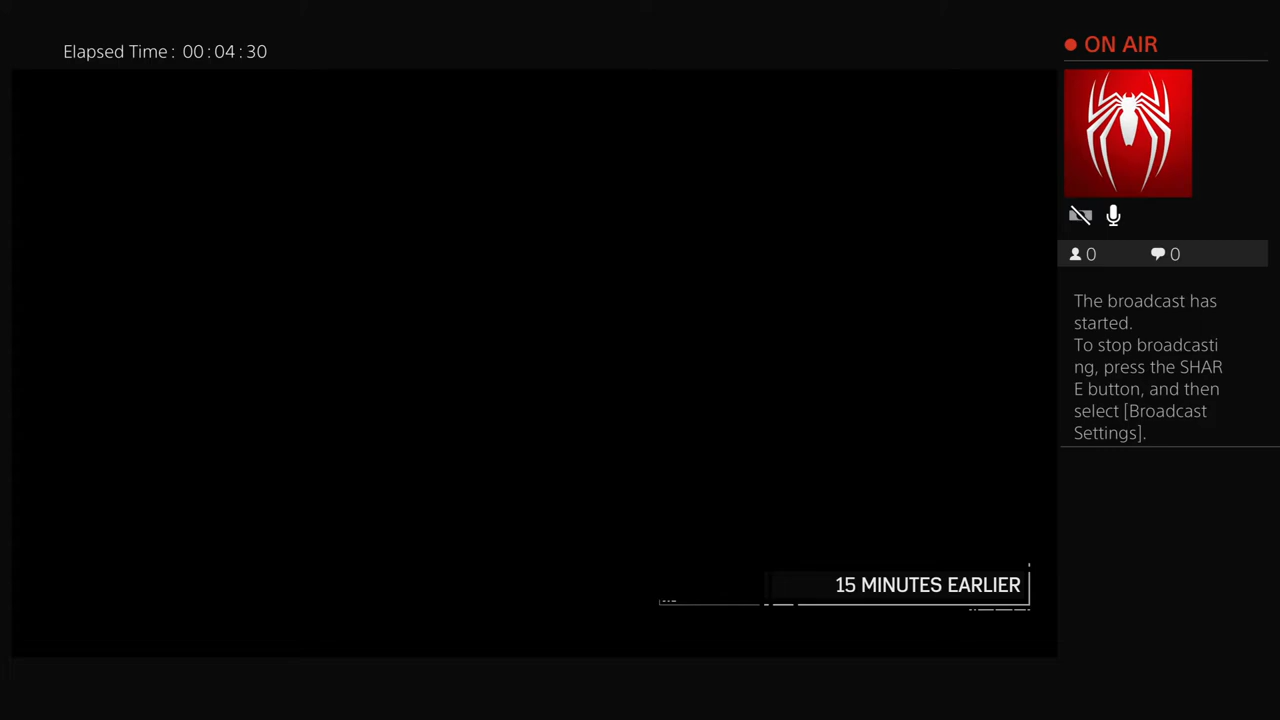 Elapsed Time : 00:04:30
ON AIR
0
0
The broadcast has
started.
To stop broadcasti
ng, press the SHAR
E button, and then
select [Broadcast
Settings].
15 MINUTES EARLIER